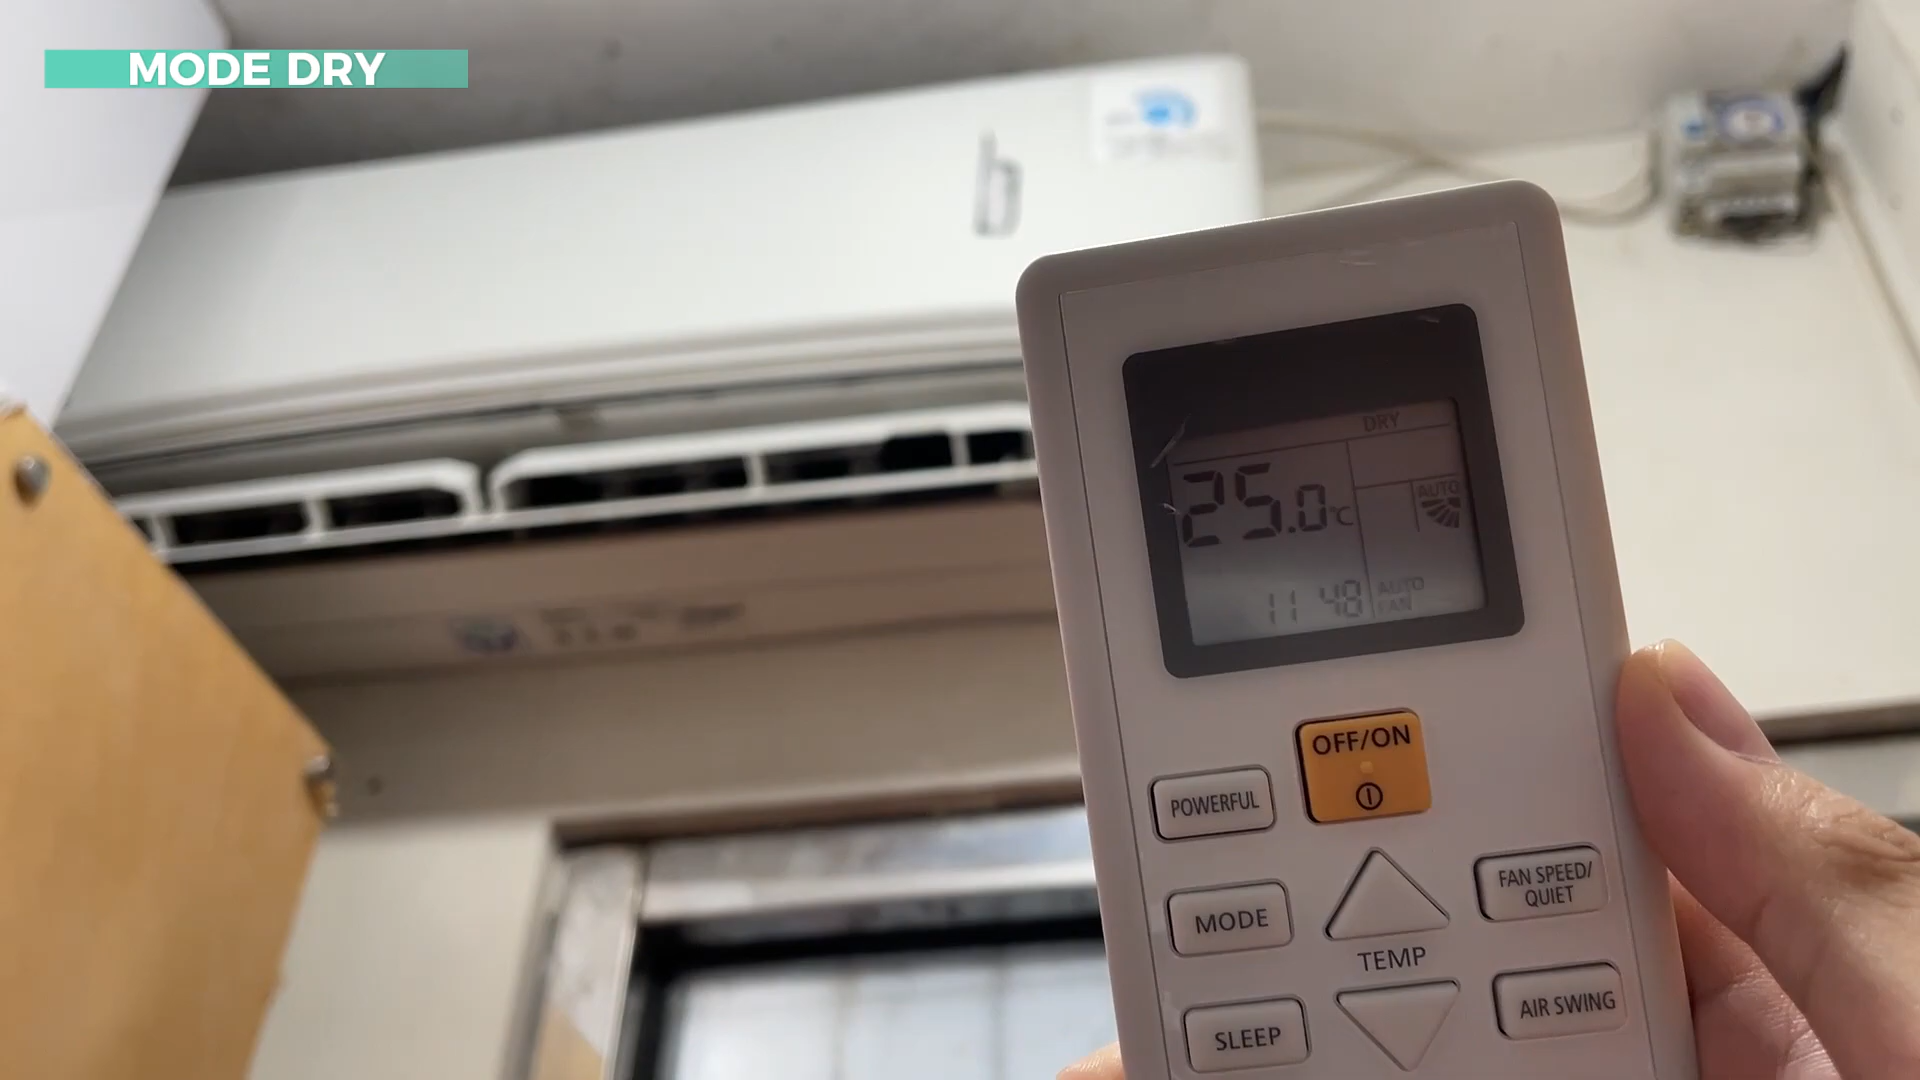 MODE DRY
b
DRY
25.0°C
AUTO
11 48
AUTO
FAN
OFF/ON
POWERFUL
MODE
TEMP
FAN SPEED/
QUIET
SLEEP
AIR SWING